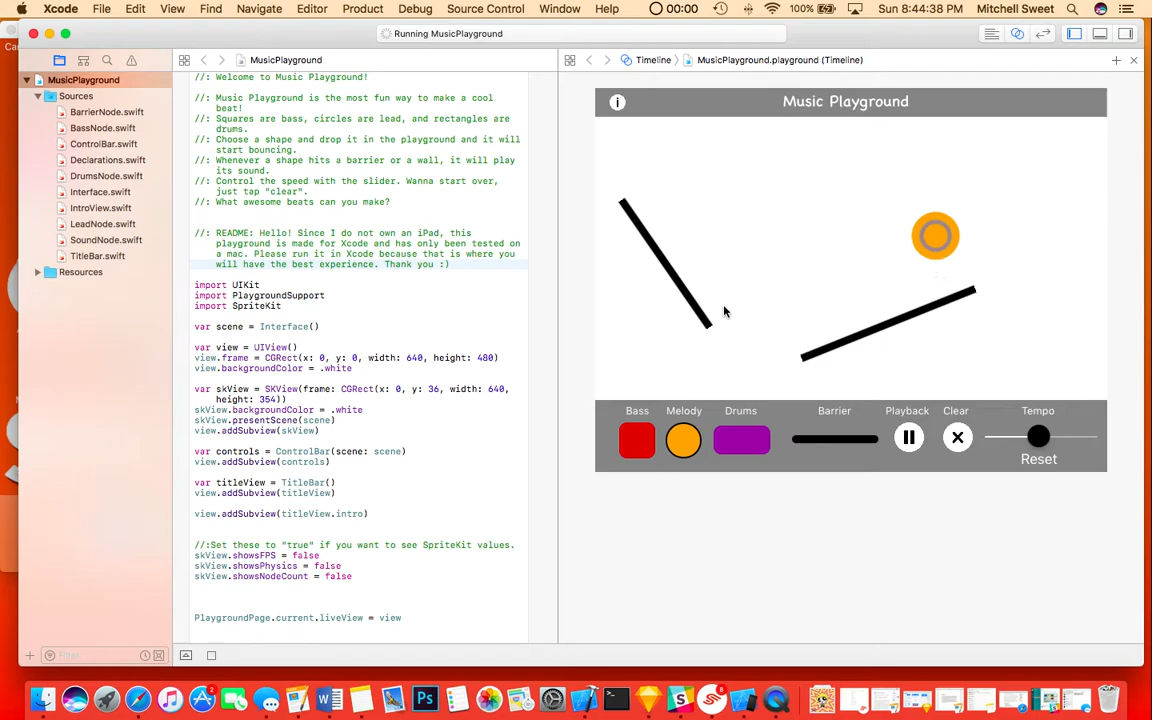 Xcode File Edit View Find Navigate Editor Product Debug Source Control Window Help 00:00 100% Sun 8:44:38 PM Mitchell Sweet
Running MusicPlayground
MusicPlayground
Timeline MusicPlayground.playground (Timeline)
MusicPlayground
Sources
BarrierNode.swift
BassNode.swift
ControlBar.swift
Declarations.swift
DrumsNode.swift
Interface.swift
IntroView.swift
LeadNode.swift
SoundNode.swift
TitleBar.swift
Resources
Filter
//: Welcome to Music Playground!
//: Music Playground is the most fun way to make a cool
beat!
//: Squares are bass, circles are lead, and rectangles are
drums.
//: Choose a shape and drop it in the playground and it will
start bouncing.
//: Whenever a shape hits a barrier or a wall, it will play
its sound.
//: Control the speed with the slider. Wanna start over,
just tap "clear".
//: What awesome beats can you make?
//: README: Hello! Since I do not own an iPad, this
playground is made for Xcode and has only been tested on
a mac. Please run it in Xcode because that is where you
will have the best experience. Thank you :)
import UIKit
import PlaygroundSupport
import SpriteKit
var scene = Interface()
var view = UIView()
view.frame = CGRect(x: 0, y: 0, width: 640, height: 480)
view.backgroundColor = .white
var skView = SKView(frame: CGRect(x: 0, y: 36, width: 640,
height: 354))
skView.backgroundColor = .white
skView.presentScene(scene)
view.addSubview(skView)
var controls = ControlBar(scene: scene)
view.addSubview(controls)
var titleView = TitleBar()
view.addSubview(titleView)
view.addSubview(titleView.intro)
//:Set these to "true" if you want to see SpriteKit values.
skView.showsFPS = false
skView.showsPhysics = false
skView.showsNodeCount = false
PlaygroundPage.current.liveView = view
i Music Playground
Bass Melody Drums Barrier Playback Clear Tempo
Reset